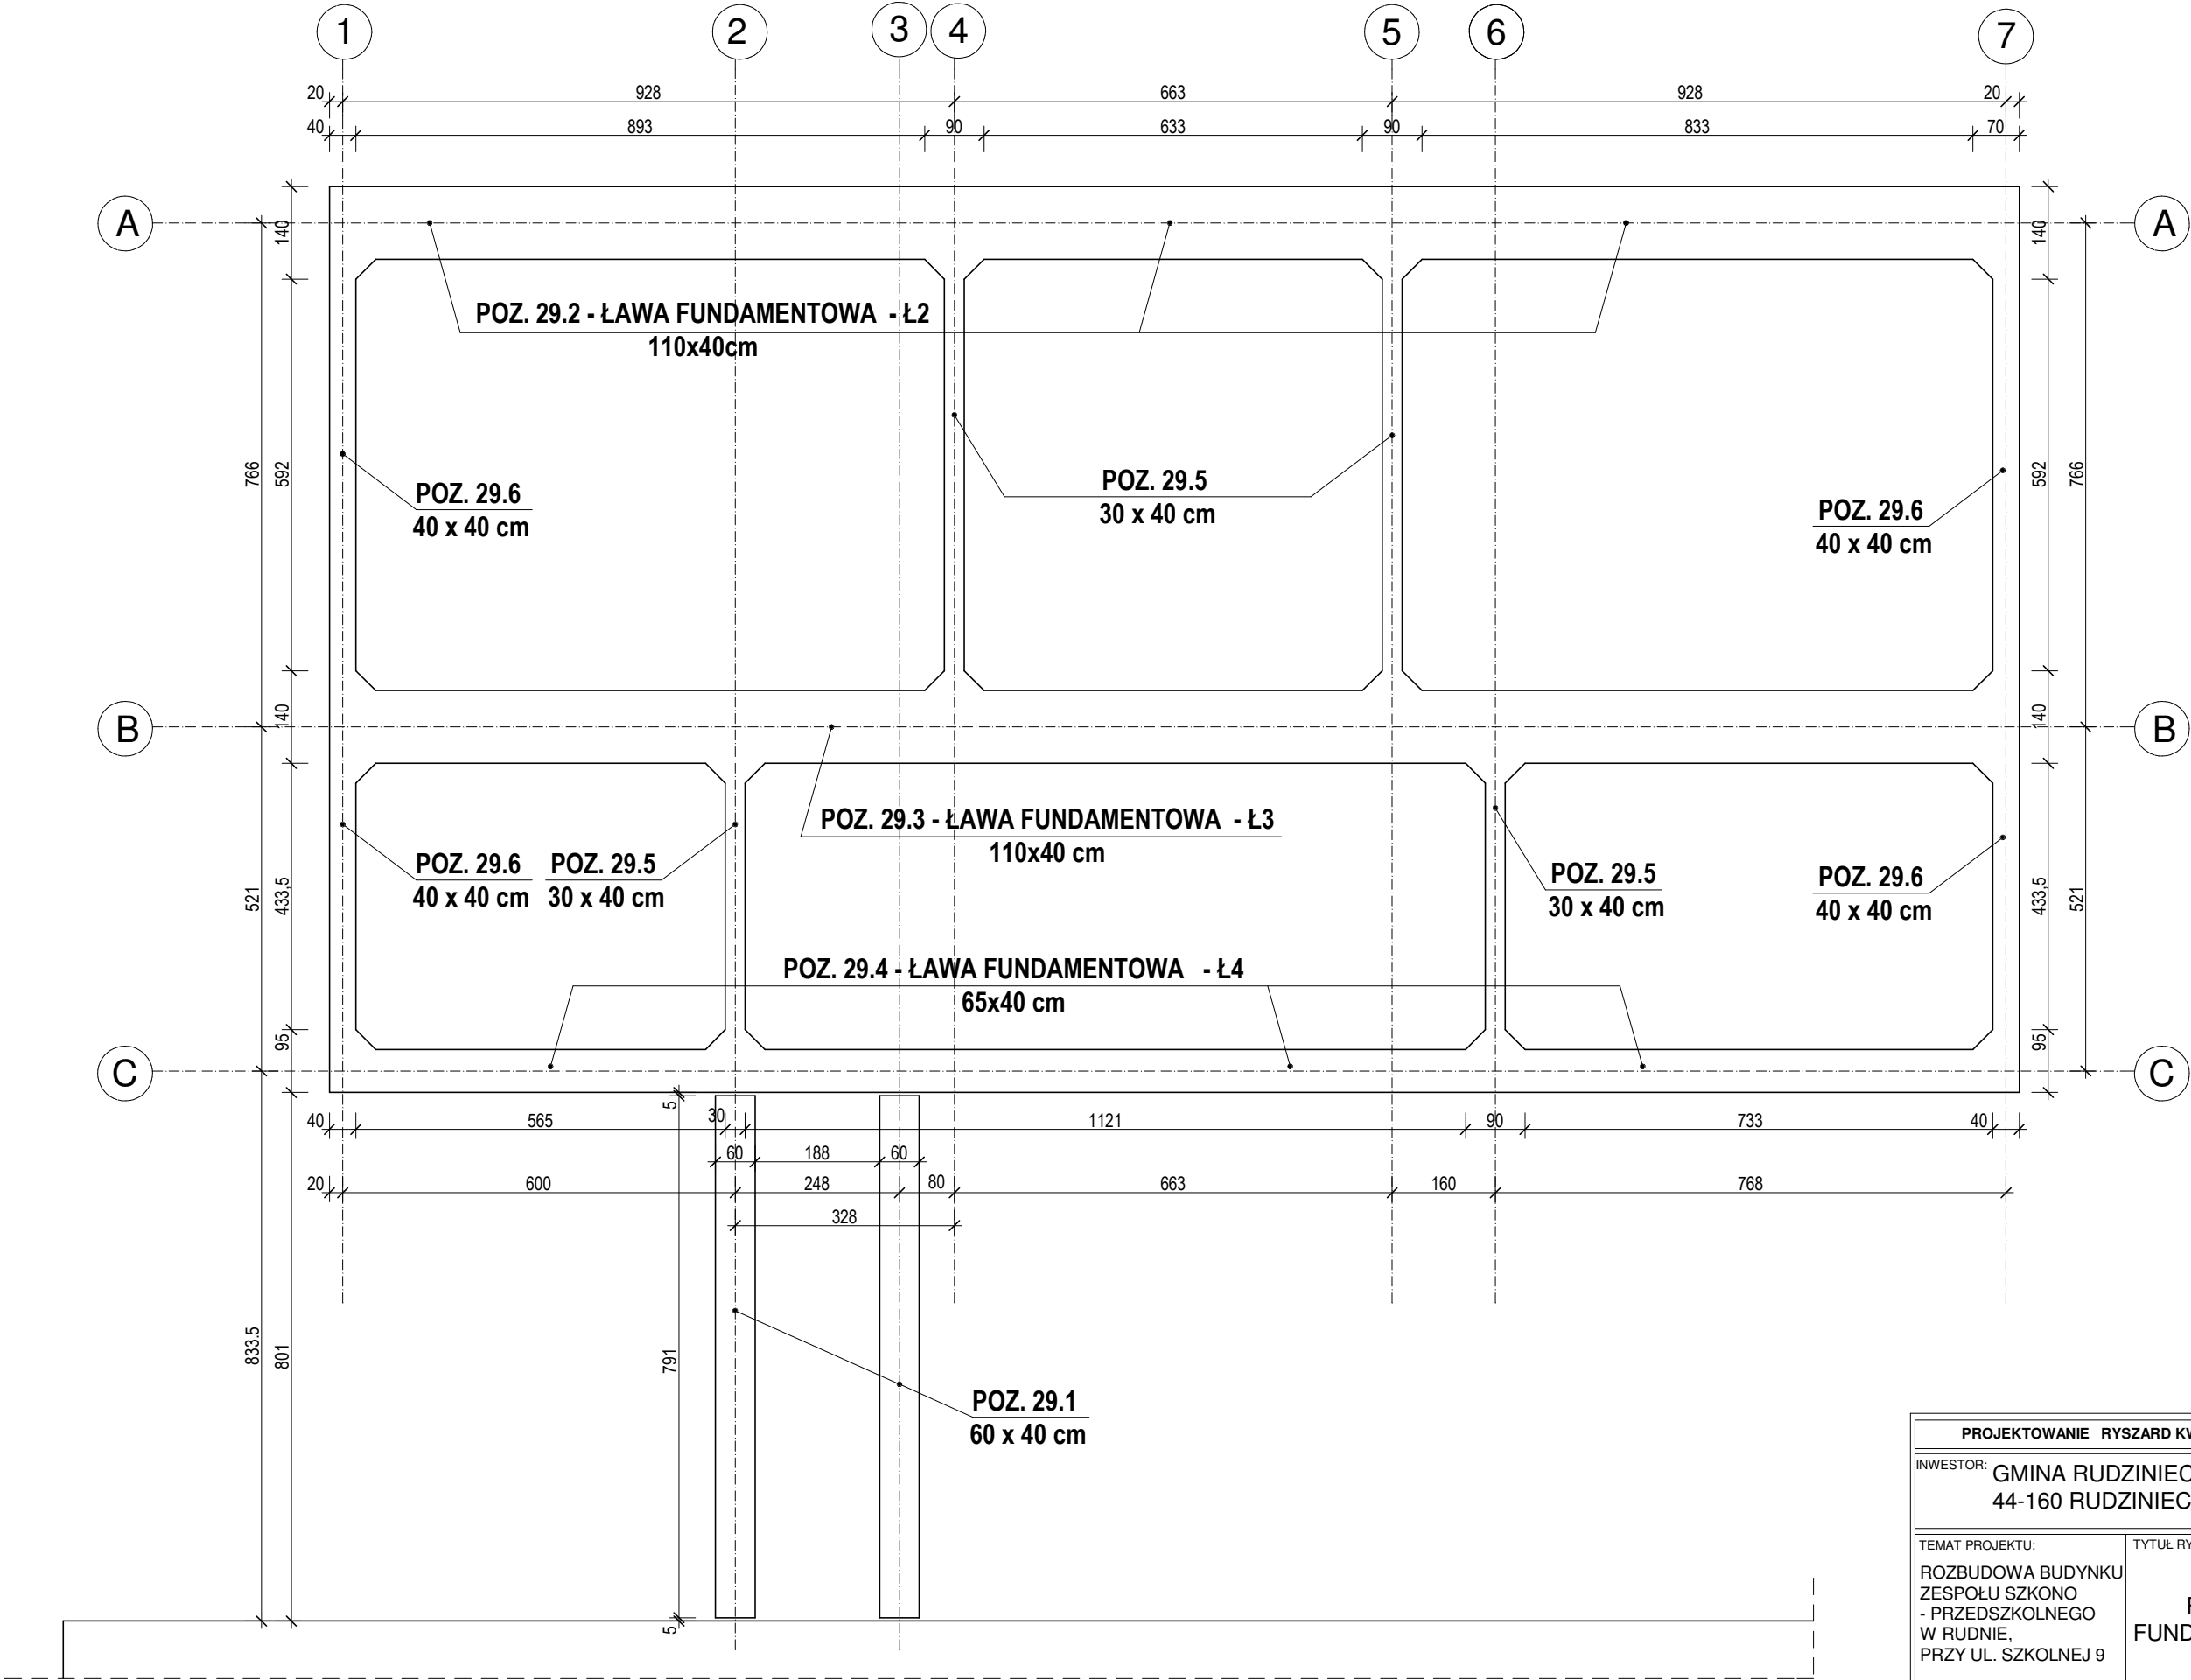 1
2
3
4
5
6
7
20
928
663
928
20
40
893
90
633
90
833
70
A
A
140
140
POZ. 29.2 - ŁAWA FUNDAMENTOWA - Ł2
110x40cm
766
592
592
766
POZ. 29.6
40 x 40 cm
POZ. 29.5
30 x 40 cm
POZ. 29.6
40 x 40 cm
B
140
140
B
POZ. 29.3 - ŁAWA FUNDAMENTOWA - Ł3
110x40 cm
521
433,5
433,5
521
POZ. 29.6
40 x 40 cm
POZ. 29.5
30 x 40 cm
POZ. 29.5
30 x 40 cm
POZ. 29.6
40 x 40 cm
POZ. 29.4 - ŁAWA FUNDAMENTOWA - Ł4
65x40 cm
95
95
C
C
5
40
565
30
1121
90
733
40
60
188
60
20
600
248
80
663
160
768
328
833.5
801
791
5
POZ. 29.1
60 x 40 cm
PROJEKTOWANIE RYSZARD
INWESTOR:
GMINA RUDZINIEC
44-160 RUDZINIEC
TEMAT PROJEKTU:
ROZBUDOWA BUDYNKU
ZESPOŁU SZKONO
- PRZEDSZKOLNEGO
W RUDNIE,
PRZY UL. SZKOLNEJ 9
TYTUŁ